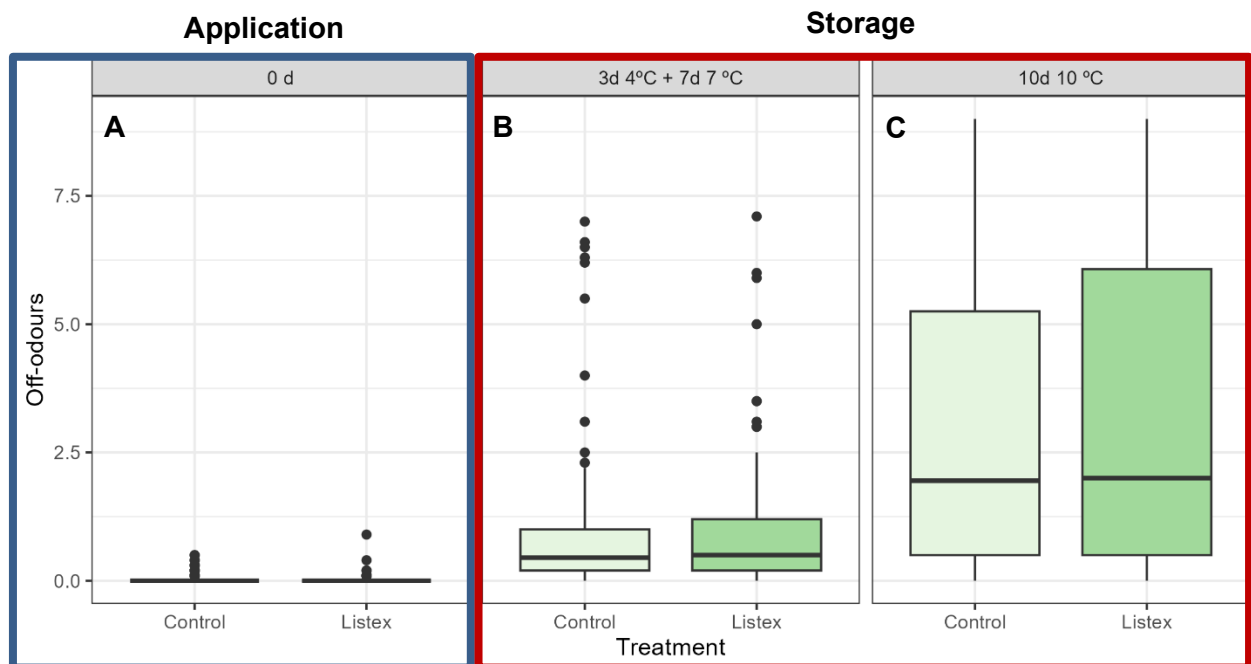 Application
Storage
0 d
3d 4ºC + 7d 7 ºC
10d 10 ºC
A
B
C
7.5
5.0
2.5
0.0
Off-odours
Control
Listex
Control
Listex
Control
Listex
Treatment